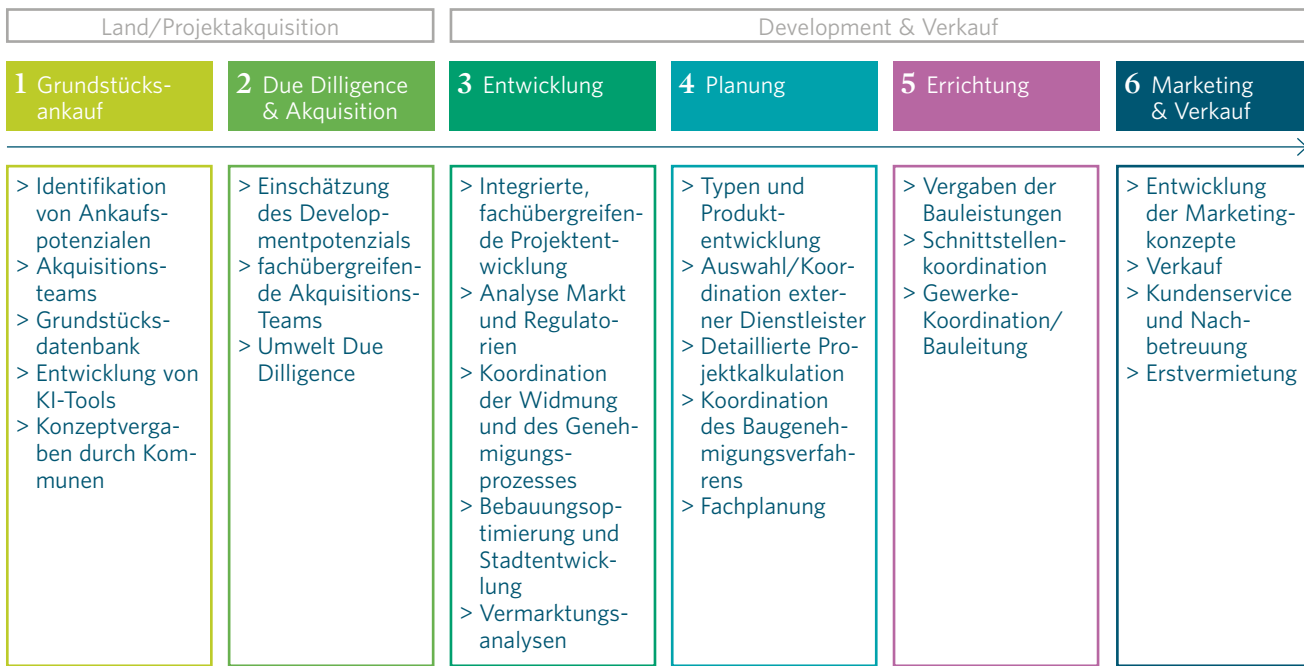 Land/Projektakquisition
Development & Verkauf
1 Grundstücks-
ankauf
2 Due Dilligence
& Akquisition
3 Entwicklung
4 Planung
5 Errichtung
6 Marketing
& Verkauf
> Identifikation
von Ankaufs-
potenzialen
> Akquisitions-
teams
> Grundstücks-
datenbank
> Entwicklung von
KI-Tools
> Konzeptverga-
ben durch Kom-
munen
> Einschätzung
des Develop-
mentpotenzials
> fachübergreifen-
de Akquisitions-
Teams
> Umwelt Due
Dilligence
> Integrierte,
fachübergreifen-
de Projektent-
wicklung
> Analyse Markt
und Regulato-
rien
> Koordination
der Widmung
und des Geneh-
migungs-
prozesses
> Bebauungsop-
timierung und
Stadtentwick-
lung
> Vermarktungs-
analysen
> Typen und
Produkt-
entwicklung
> Auswahl/Koor-
dination exter-
ner Dienstleister
> Detaillierte Pro-
jektkalkulation
> Koordination
des Baugeneh-
migungsverfah-
rens
> Fachplanung
> Vergaben der
Bauleistungen
> Schnittstellen-
koordination
> Gewerke-
Koordination/
Bauleitung
> Entwicklung
der Marketing-
konzepte
> Verkauf
> Kundenservice
und Nach-
betreuung
> Erstvermietung